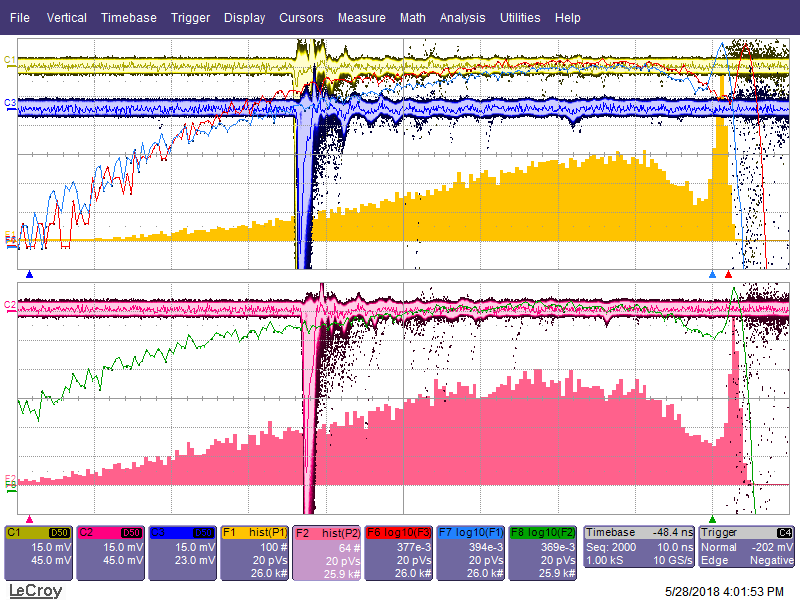 File Vertical Timebase Trigger Display Cursors Measure Math Analysis Utilities Help
C1
C3
C2
C1 D50 C2 D50 D50 F1 hist(P1) F2 hist(P2) F6 log10(F3) F7 log10(F1) F8 log10(F2) Timebase -48.4 ns Trigger C4
15.0 mV 15.0 mV 15.0 mV 100 # 64 # 377e-3 394e-3 369e-3 Seq: 2000 10.0 ns Normal -202 mV
45.0 mV 45.0 mV 23.0 mV 20 pVs 20 pVs 20 pVs 20 pVs 20 pVs 1.00 kS 10 GS/s Edge Negative
26.0 k# 25.9 k# 26.0 k# 26.0 k# 25.9 k#
LeCroy 5/28/2018 4:01:53 PM